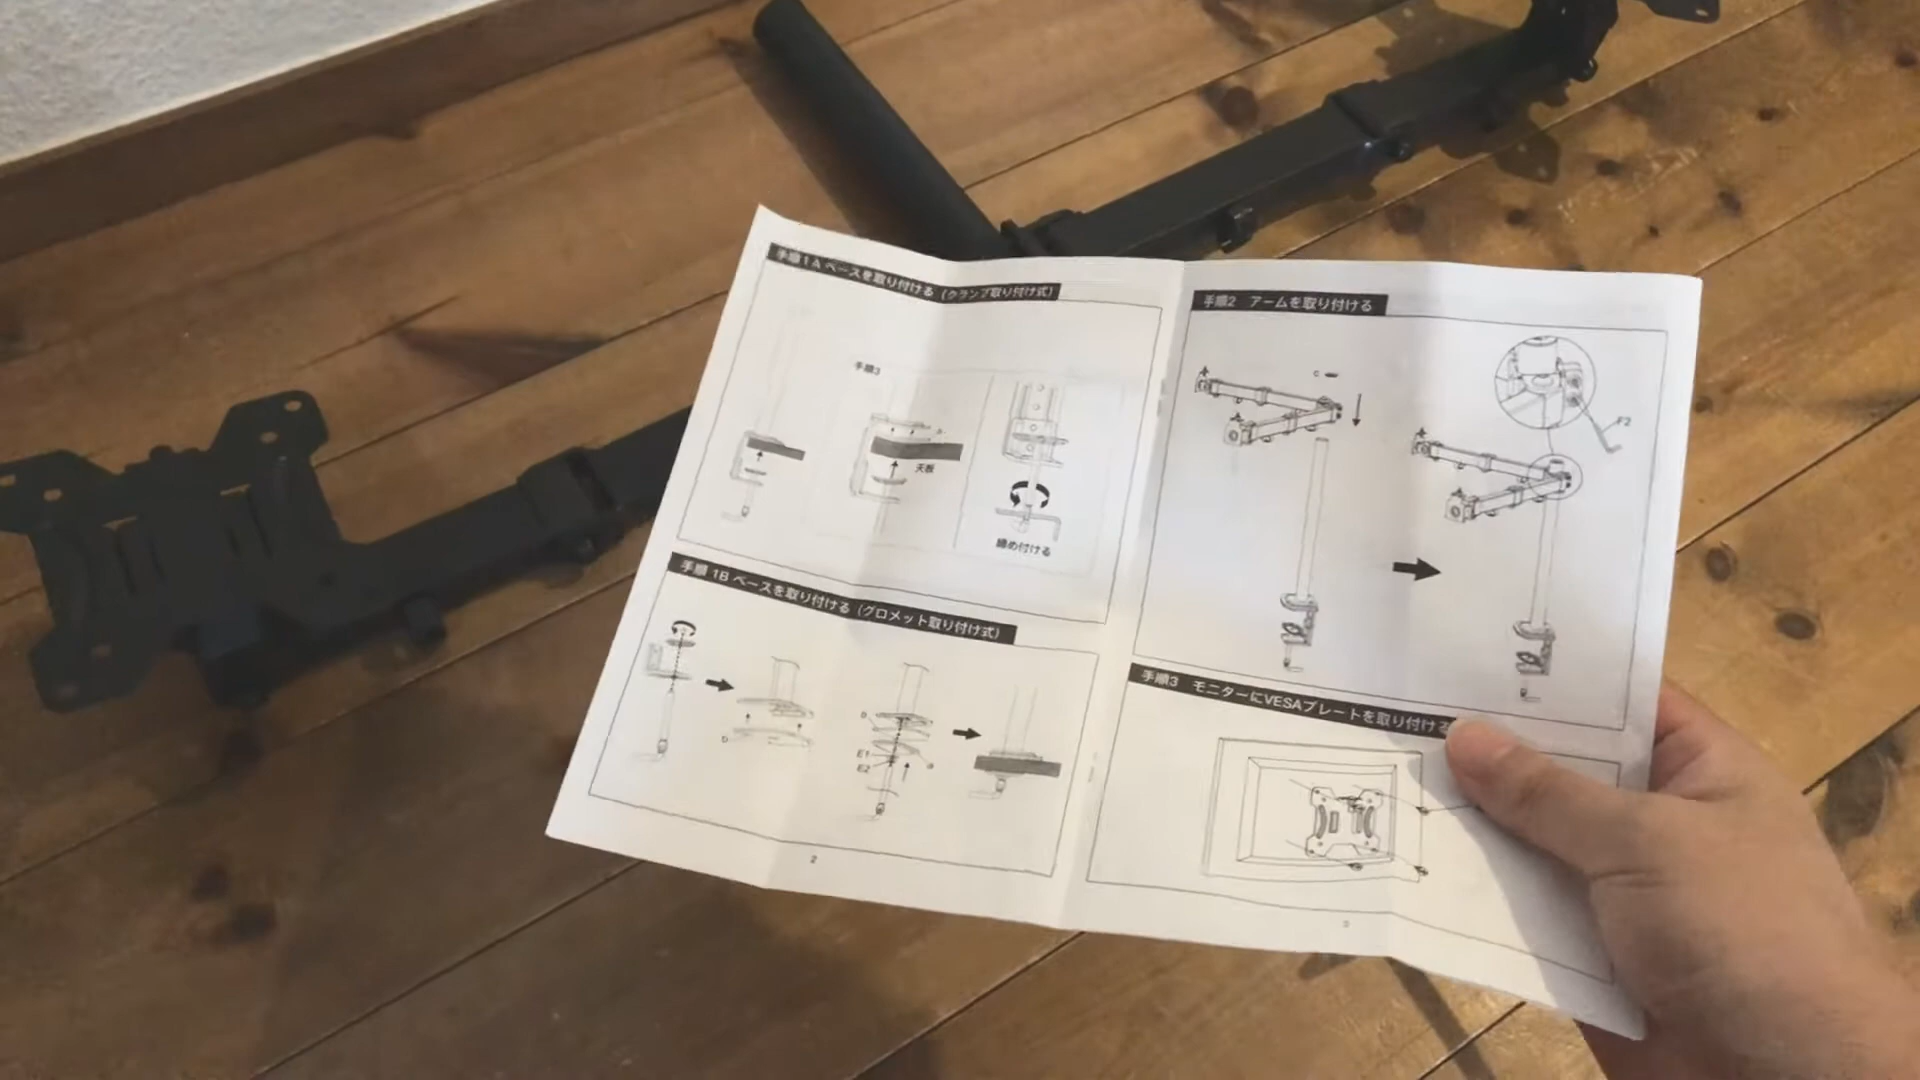 手順1A ベースを取り付ける（クランプ取り付け式）
手順3
天板
締め付ける
手順 1B ベースを取り付ける（グロメット取り付け式）
D
D
E1
E2
2
手順2 アームを取り付ける
C
F2
手順3 モニターにVESAプレートを取り付ける
3